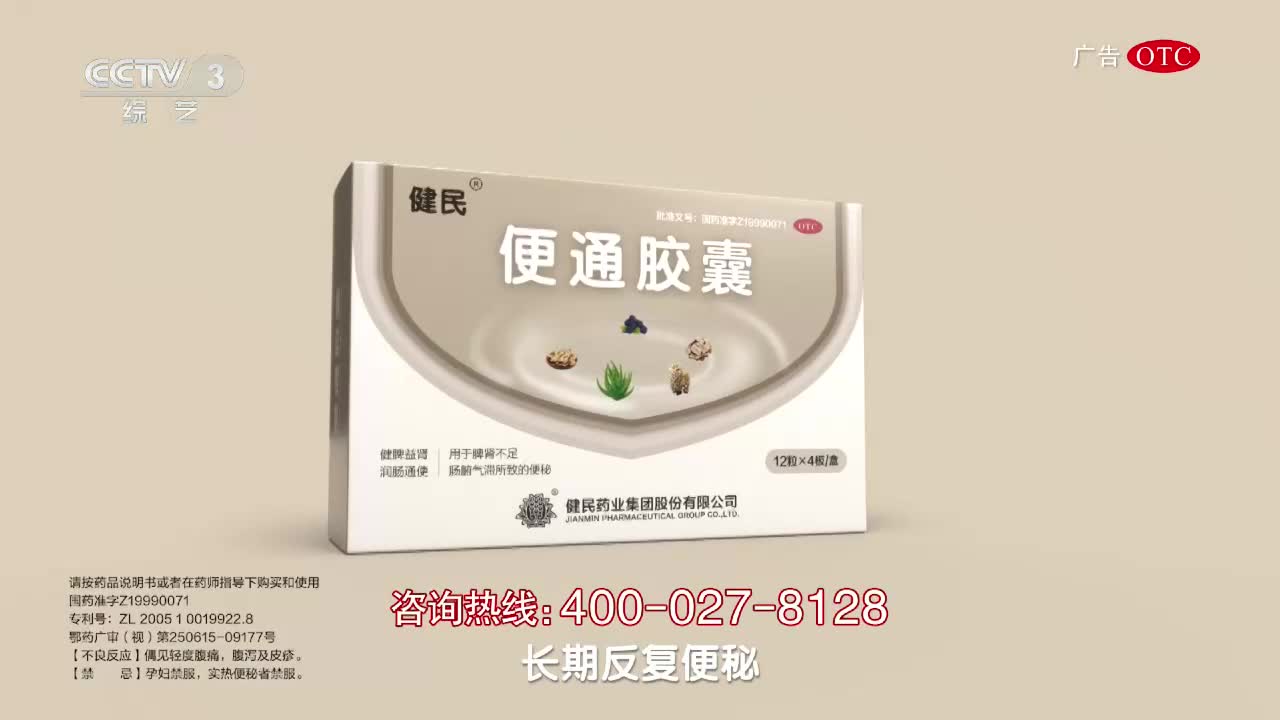 CCTV 3
综艺
广告 OTC
健民®
批准文号：国药准字Z19990071 OTC
便通胶囊
健脾益肾
润肠通便
用于脾肾不足
肠腑气滞所致的便秘
12粒×4板/盒
健民药业集团股份有限公司
JIANMIN PHARMACEUTICAL GROUP CO.,LTD.
请按药品说明书或者在药师指导下购买和使用
国药准字Z19990071
专利号：ZL 2005 1 0019922.8
鄂药广审（视）第250615-09177号
【不良反应】偶见轻度腹痛，腹泻及皮疹。
【禁 忌】孕妇禁服，实热便秘者禁服。
咨询热线：400-027-8128
长期反复便秘